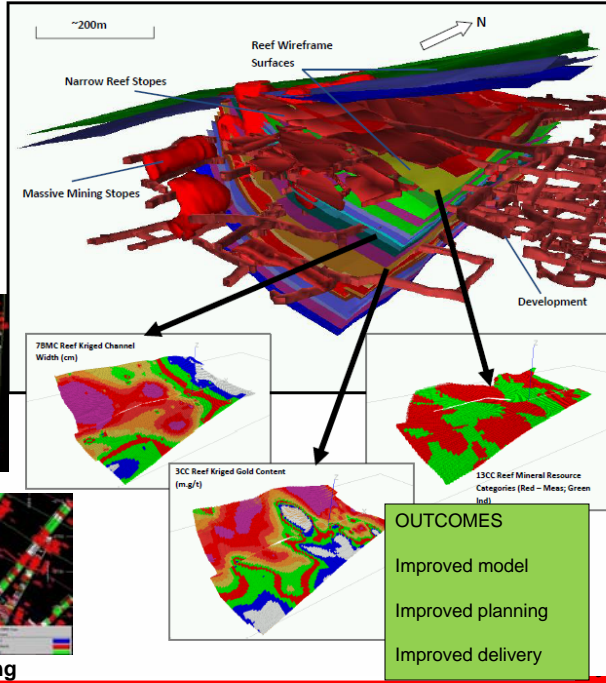 ~200m
N
Reef Wireframe
Surfaces
Narrow Reef Stopes
Massive Mining Stopes
Development
7BMC Reef Kriged Channel
Width (cm)
3CC Reef Kriged Gold Content
(m.g/t)
13CC Reef Mineral Resource
Categories (Red – Meas; Green
Ind)
OUTCOMES
Improved model
Improved planning
Improved delivery
ng